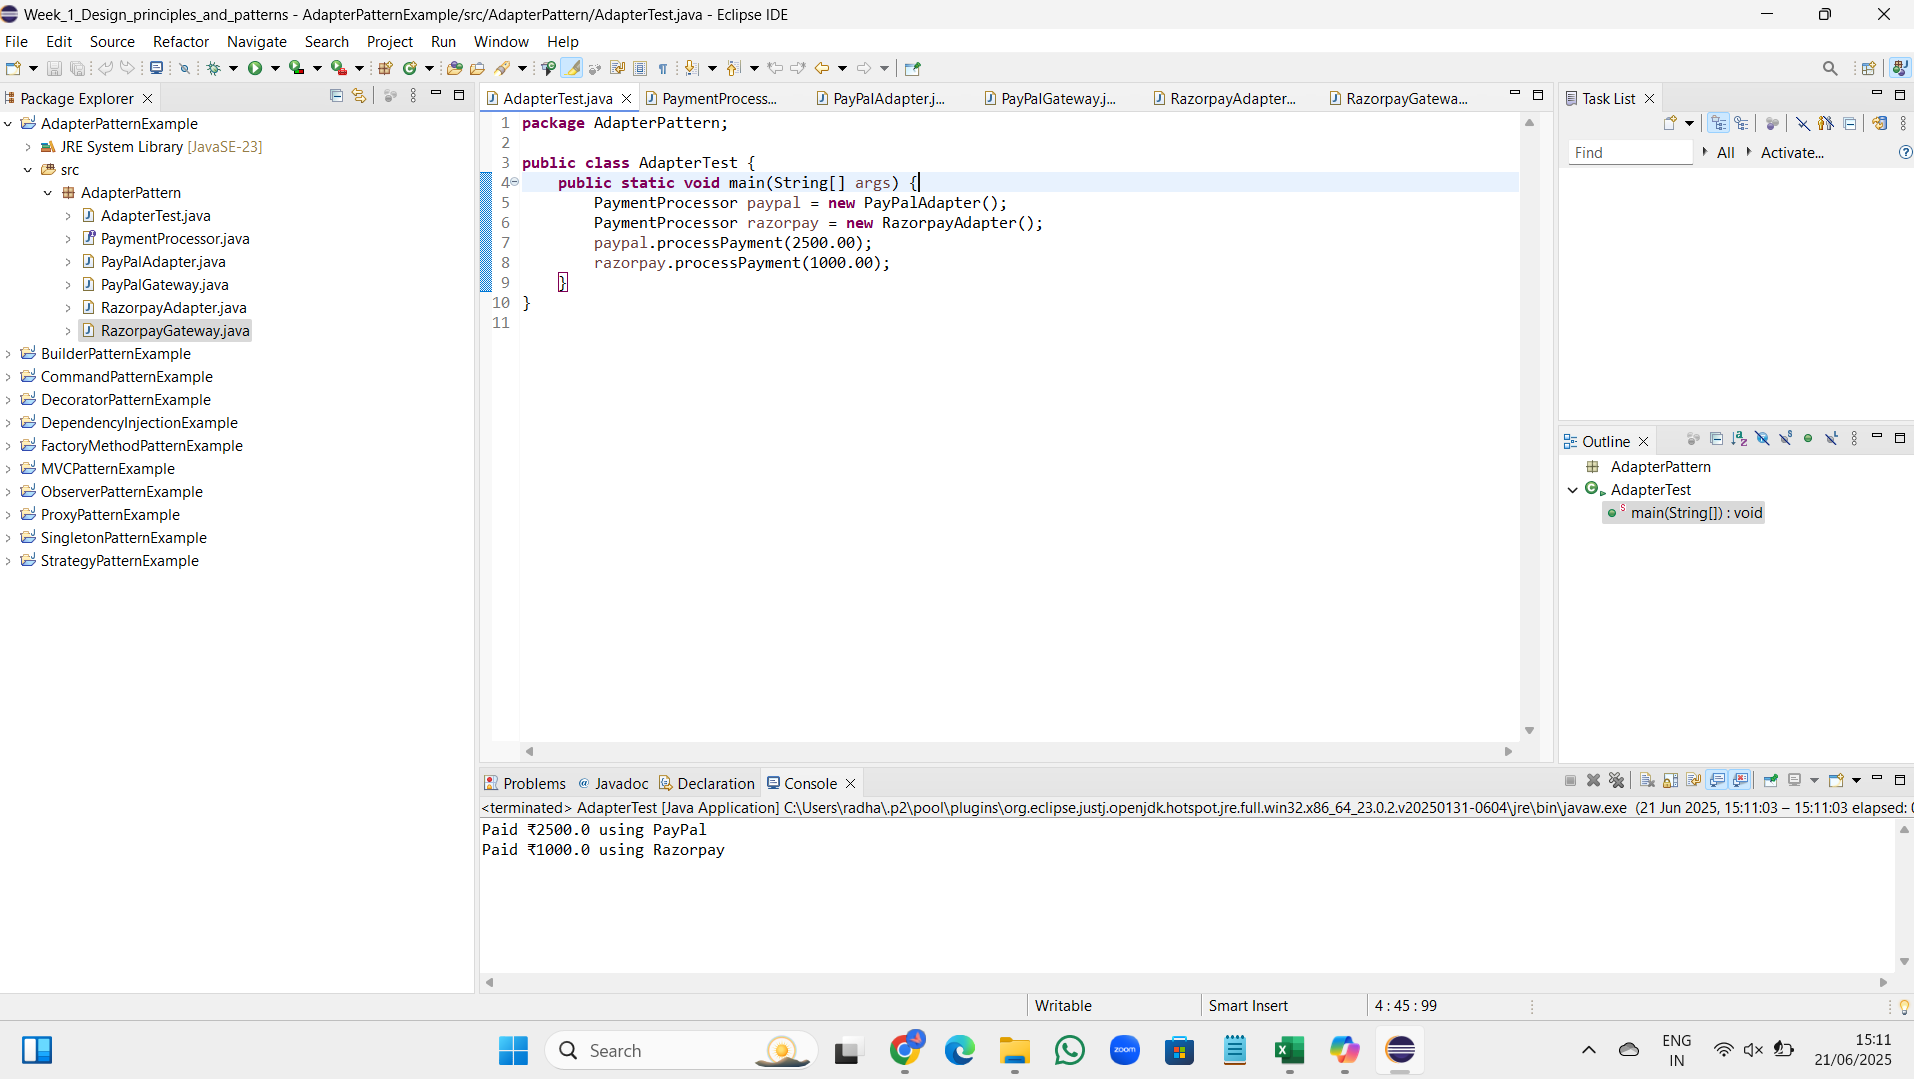 Week_1_Design_principles_and_patterns - AdapterPatternExample/src/AdapterPattern/AdapterTest.java - Eclipse IDE
File Edit Source Refactor Navigate Search Project Run Window Help
Package Explorer
AdapterPatternExample
JRE System Library [JavaSE-23]
src
AdapterPattern
AdapterTest.java
PaymentProcessor.java
PayPalAdapter.java
PayPalGateway.java
RazorpayAdapter.java
RazorpayGateway.java
BuilderPatternExample
CommandPatternExample
DecoratorPatternExample
DependencyInjectionExample
FactoryMethodPatternExample
MVCPatternExample
ObserverPatternExample
ProxyPatternExample
SingletonPatternExample
StrategyPatternExample
AdapterTest.java PaymentProcess... PayPalAdapter.j... PayPalGateway.j... RazorpayAdapter... RazorpayGatewa...
1 package AdapterPattern;
2
3 public class AdapterTest {
4 public static void main(String[] args) {
5 PaymentProcessor paypal = new PayPalAdapter();
6 PaymentProcessor razorpay = new RazorpayAdapter();
7 paypal.processPayment(2500.00);
8 razorpay.processPayment(1000.00);
9 }
10 }
11
Task List
Find All Activate...
Outline
AdapterPattern
AdapterTest
main(String[]) : void
Problems Javadoc Declaration Console
<terminated> AdapterTest [Java Application] C:\Users\radha\.p2\pool\plugins\org.eclipse.justj.openjdk.hotspot.jre.full.win32.x86_64_23.0.2.v20250131-0604\jre\bin\javaw.exe (21 Jun 2025, 15:11:03 – 15:11:03 elapsed: 0
Paid ₹2500.0 using PayPal
Paid ₹1000.0 using Razorpay
Writable Smart Insert 4 : 45 : 99
Search
zoom
ENG
IN
15:11
21/06/2025